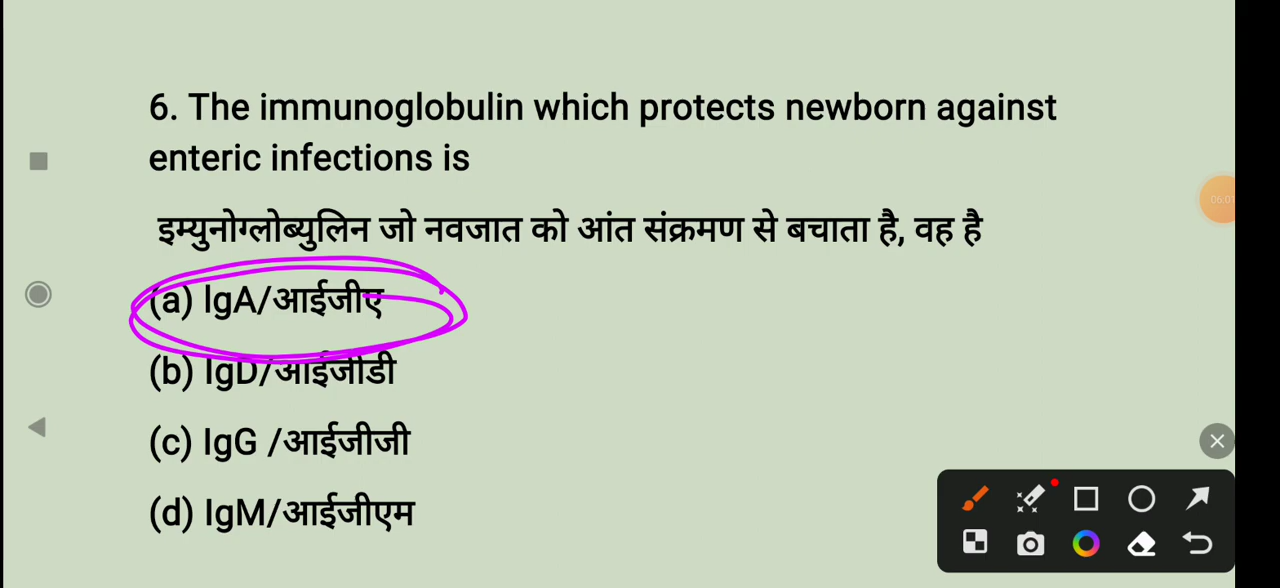 6. The immunoglobulin which protects newborn against
enteric infections is
इम्युनोग्लोब्युलिन जो नवजात को आंत संक्रमण से बचाता है, वह है
(a) IgA/आईजीए
(b) IgD/आईजीडी
(c) IgG /आईजीजी
(d) IgM/आईजीएम